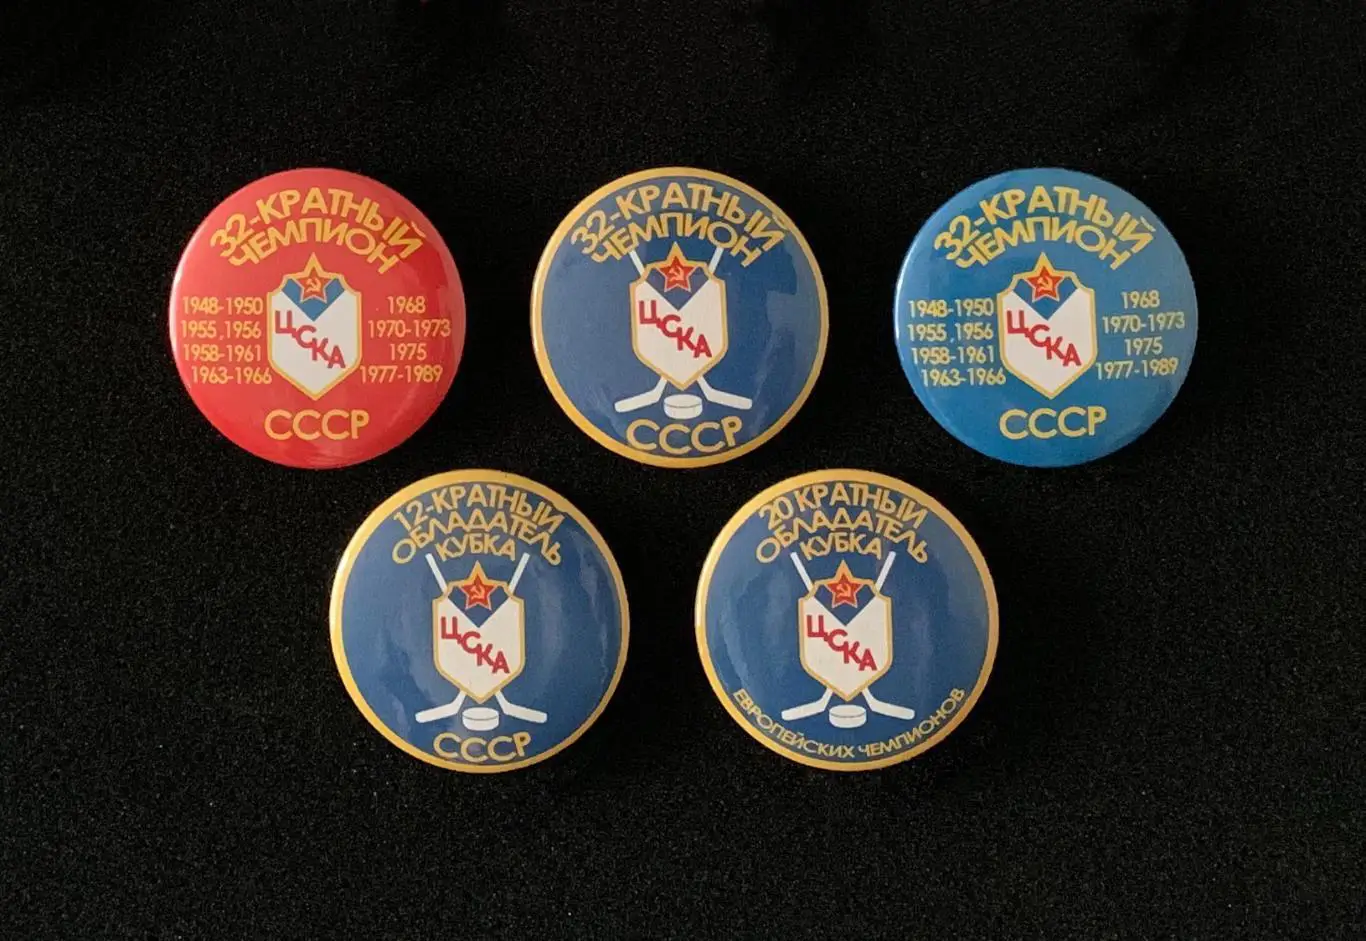 32-КРАТНЫЙ
ЧЕМПИОН
1948-1950
1955,1956
1958-1961
1963-1966
1968
1970-1973
1975
1977-1989
ЦСКА
СССР
32-КРАТНЫЙ
ЧЕМПИОН
ЦСКА
СССР
32-КРАТНЫЙ
ЧЕМПИОН
1948-1950
1955,1956
1958-1961
1963-1966
1968
1970-1973
1975
1977-1989
ЦСКА
СССР
12-КРАТНЫЙ
ОБЛАДАТЕЛЬ
КУБКА
ЦСКА
СССР
20 КРАТНЫЙ
ОБЛАДАТЕЛЬ
КУБКА
ЦСКА
ЕВРОПЕЙСКИХ ЧЕМПИОНОВ